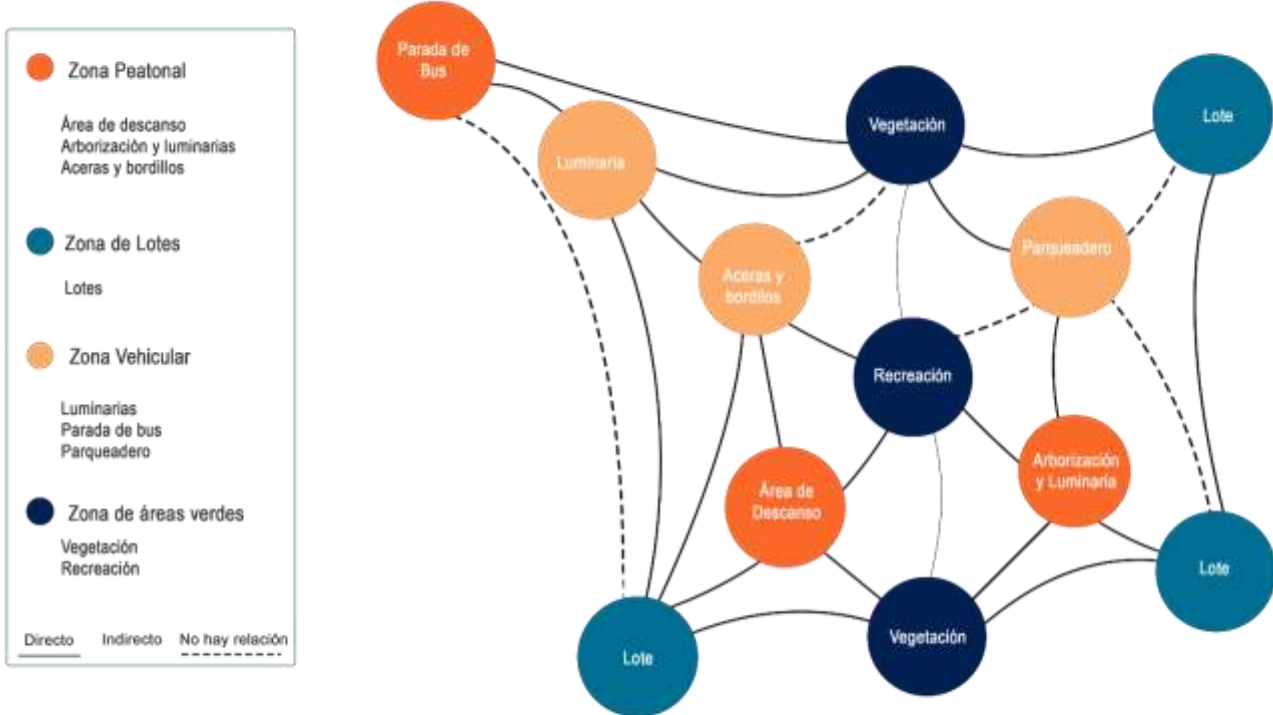 Zona Peatonal
Área de descanso
Arborización y luminarias
Aceras y bordillos
Zona de Lotes
Lotes
Zona Vehicular
Luminarias
Parada de bus
Parqueadero
Zona de áreas verdes
Vegetación
Recreación
Directo Indirecto No hay relación
Parada de
Bus
Luminaria
Vegetación
Lote
Aceras y
bordillos
Parqueadero
Recreación
Área de
Descanso
Arborización
y Luminaría
Lote
Vegetación
Lote